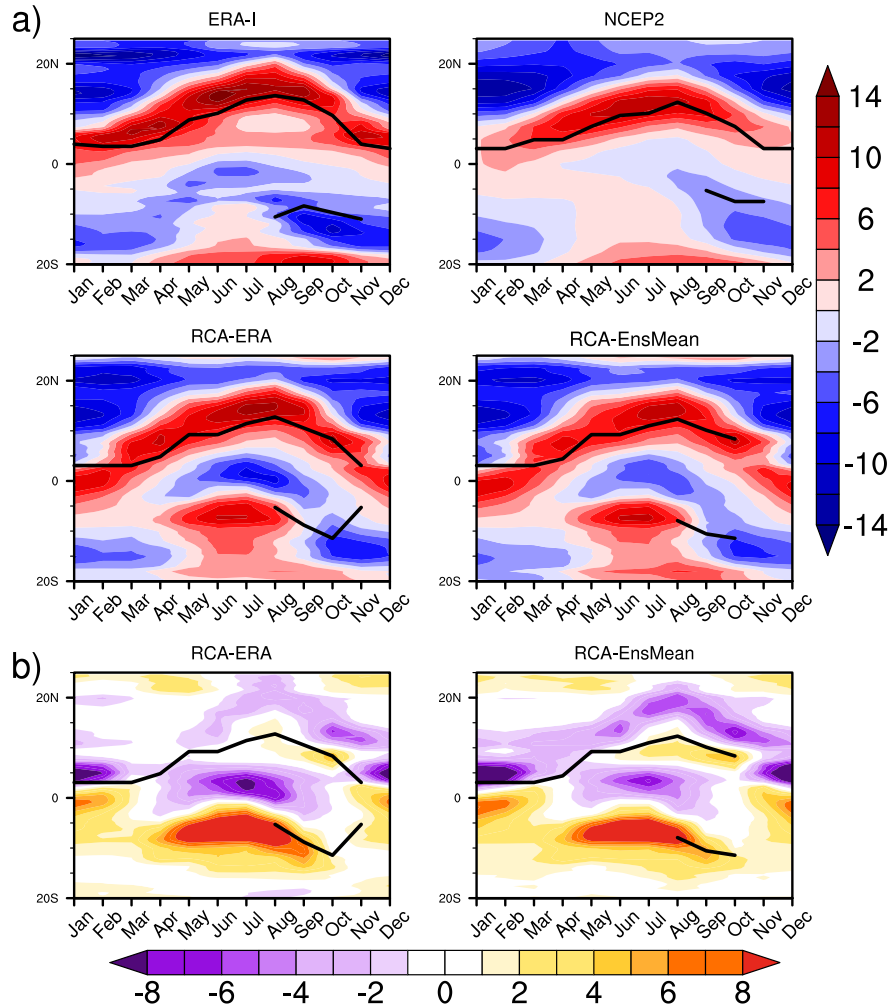 a)
ERA-I
NCEP2
20N
0
20S
Jan Feb Mar Apr May Jun Jul Aug Sep Oct Nov Dec
20N
0
20S
Jan Feb Mar Apr May Jun Jul Aug Sep Oct Nov Dec
RCA-ERA
RCA-EnsMean
20N
0
20S
Jan Feb Mar Apr May Jun Jul Aug Sep Oct Nov Dec
20N
0
20S
Jan Feb Mar Apr May Jun Jul Aug Sep Oct Nov Dec
14
10
6
2
-2
-6
-10
-14
b)
RCA-ERA
RCA-EnsMean
20N
0
20S
Jan Feb Mar Apr May Jun Jul Aug Sep Oct Nov Dec
20N
0
20S
Jan Feb Mar Apr May Jun Jul Aug Sep Oct Nov Dec
-8 -6 -4 -2 0 2 4 6 8